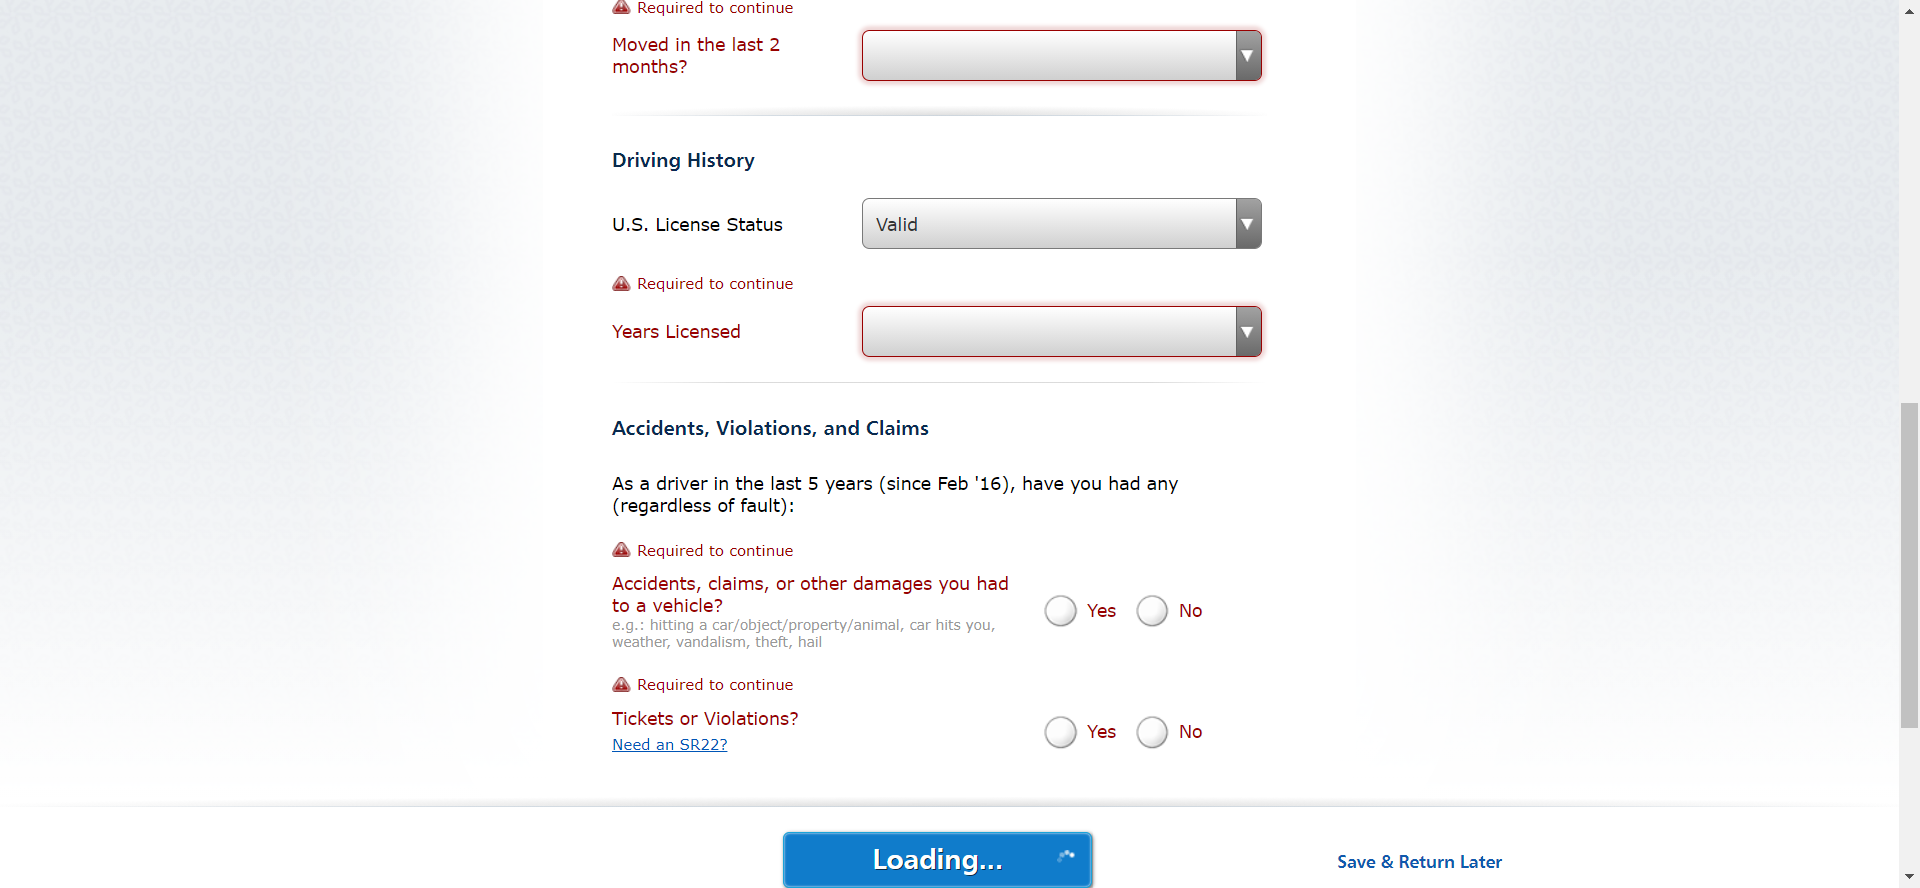 Required to continue
Moved in the last 2
months?
Driving History
U.S. License Status
Valid
Required to continue
Years Licensed
Accidents, Violations, and Claims
As a driver in the last 5 years (since Feb '16), have you had any
(regardless of fault):
Required to continue
Accidents, claims, or other damages you had
to a vehicle?
e.g.: hitting a car/object/property/animal, car hits you,
weather, vandalism, theft, hail
Yes No
Required to continue
Tickets or Violations?
Need an SR22?
Yes No
Loading...
Save & Return Later